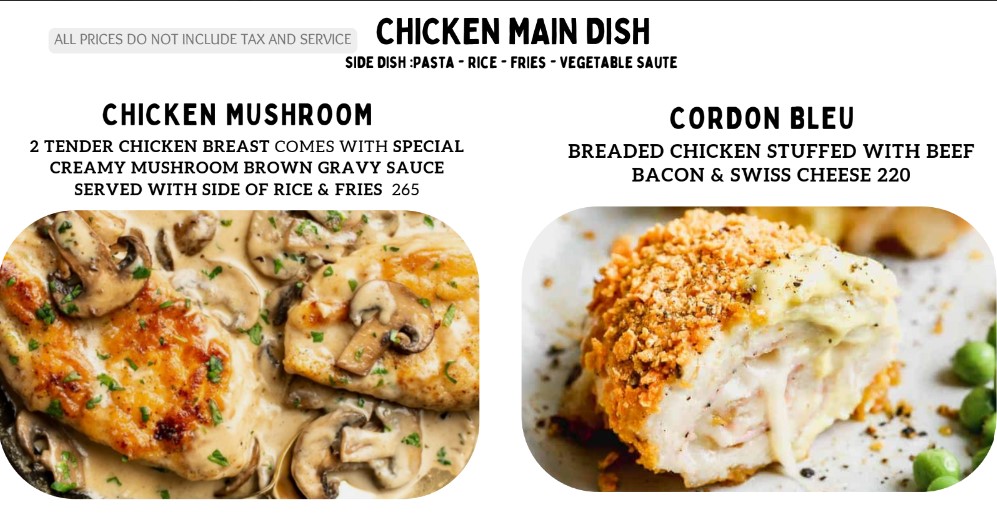 ALL PRICES DO NOT INCLUDE TAX AND SERVICE
CHICKEN MAIN DISH
SIDE DISH :PASTA - RICE - FRIES - VEGETABLE SAUTE
CHICKEN MUSHROOM
2 TENDER CHICKEN BREAST COMES WITH SPECIAL
CREAMY MUSHROOM BROWN GRAVY SAUCE
SERVED WITH SIDE OF RICE & FRIES 265
CORDON BLEU
BREADED CHICKEN STUFFED WITH BEEF
BACON & SWISS CHEESE 220